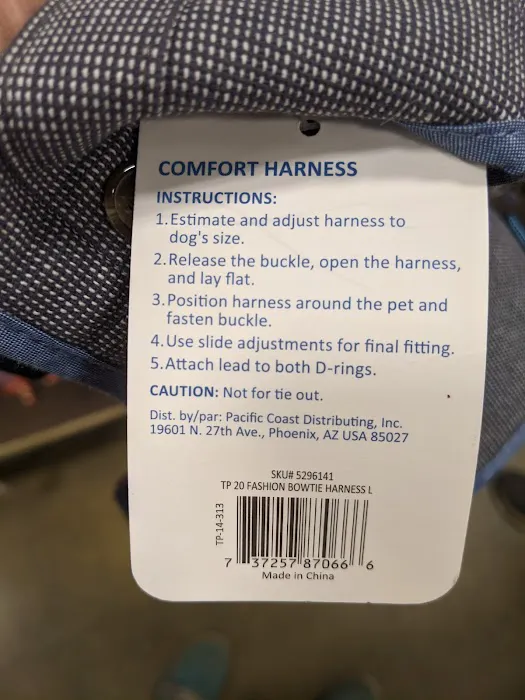 COMFORT HARNESS
INSTRUCTIONS:
1.Estimate and adjust harness to
dog's size.
2.Release the buckle, open the harness,
and lay flat.
3.Position harness around the pet and
fasten buckle.
4.Use slide adjustments for final fitting.
5.Attach lead to both D-rings.
CAUTION: Not for tie out.
Dist. by/par: Pacific Coast Distributing, Inc.
19601 N. 27th Ave., Phoenix, AZ USA 85027
SKU# 5296141
TP 20 FASHION BOWTIE HARNESS L
TP-14-313
7 37257 87066 6
Made in China